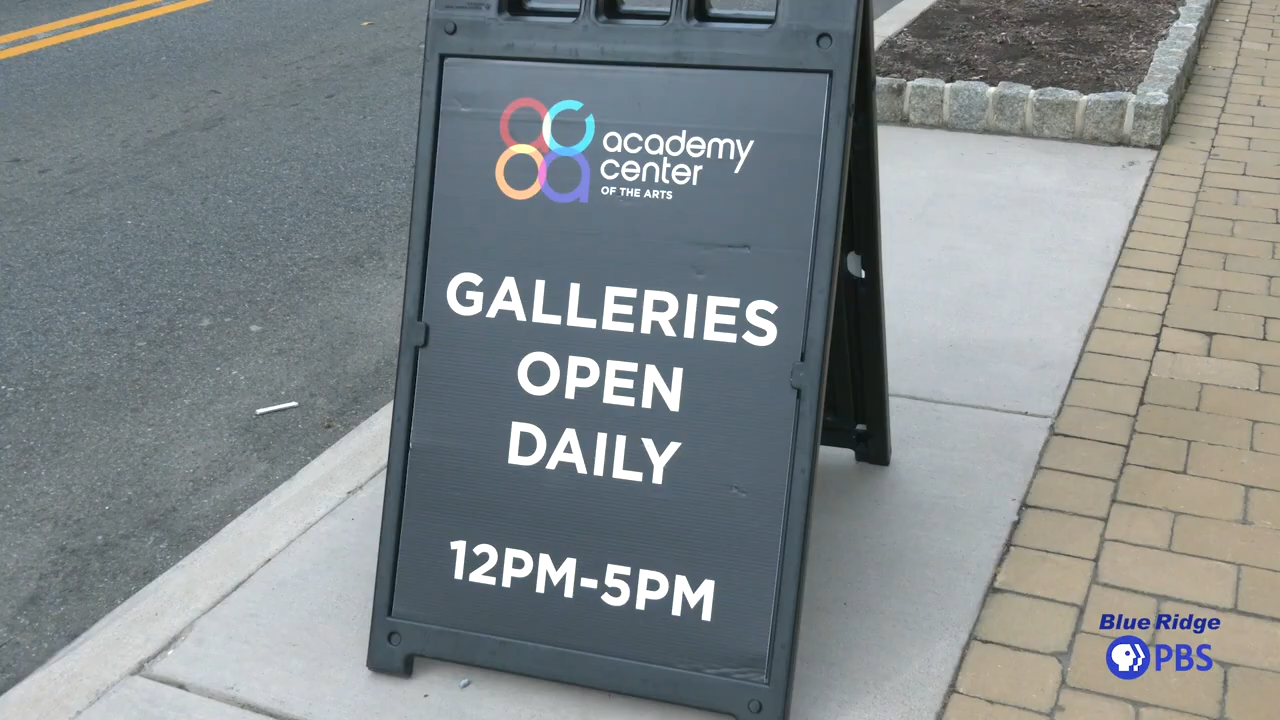 academy
center
OF THE ARTS
GALLERIES
OPEN
DAILY
12PM-5PM
Blue Ridge
PBS